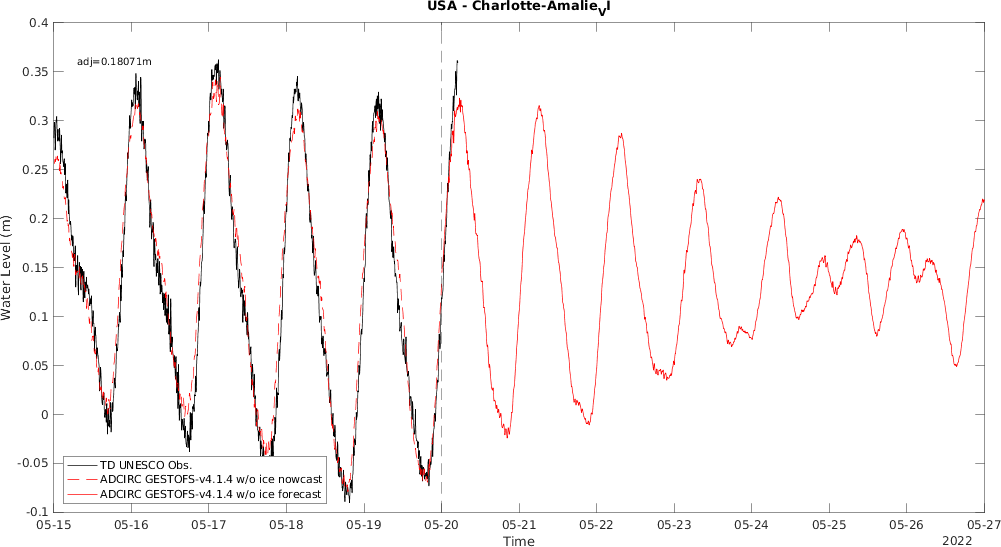 USA - Charlotte-Amalie_VI
adj=0.18071m
0.4
0.35
0.3
0.25
0.2
0.15
0.1
0.05
0
-0.05
-0.1
Water Level (m)
TD UNESCO Obs.
ADCIRC GESTOFS-v4.1.4 w/o ice nowcast
ADCIRC GESTOFS-v4.1.4 w/o ice forecast
05-15 05-16 05-17 05-18 05-19 05-20 05-21 05-22 05-23 05-24 05-25 05-26 05-27
Time
2022